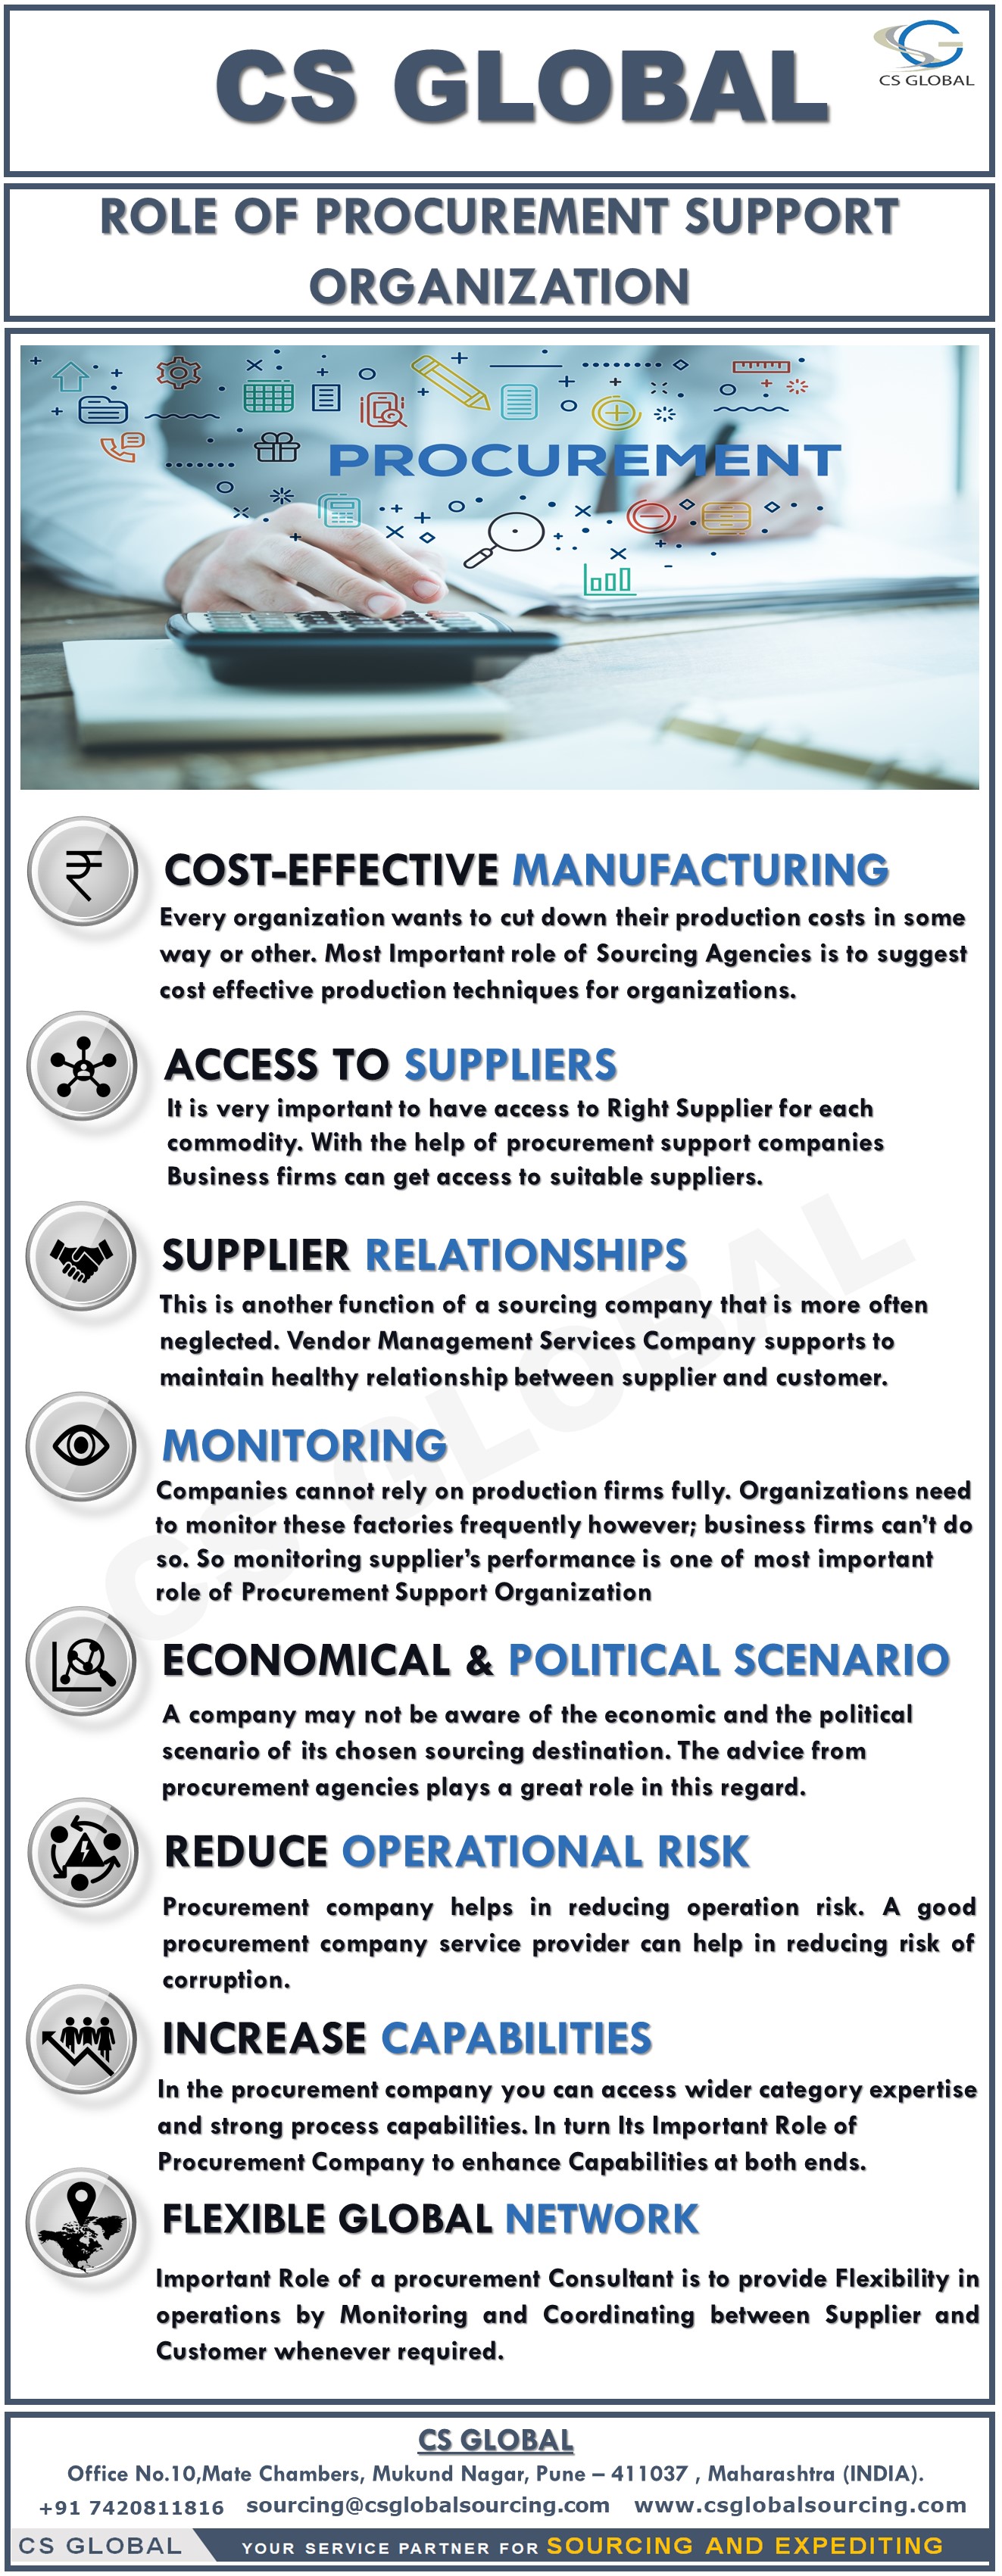 CS GLOBAL
CS GLOBAL
ROLE OF PROCUREMENT SUPPORT
ORGANIZATION
PROCUREMENT
₹
COST-EFFECTIVE MANUFACTURING
Every organization wants to cut down their production costs in some
way or other. Most Important role of Sourcing Agencies is to suggest
cost effective production techniques for organizations.
ACCESS TO SUPPLIERS
It is very important to have access to Right Supplier for each
commodity. With the help of procurement support companies
Business firms can get access to suitable suppliers.
SUPPLIER RELATIONSHIPS
This is another function of a sourcing company that is more often
neglected. Vendor Management Services Company supports to
maintain healthy relationship between supplier and customer.
CS GLOBAL
MONITORING
Companies cannot rely on production firms fully. Organizations need
to monitor these factories frequently however; business firms can't do
so. So monitoring supplier's performance is one of most important
role of Procurement Support Organization
ECONOMICAL & POLITICAL SCENARIO
A company may not be aware of the economic and the political
scenario of its chosen sourcing destination. The advice from
procurement agencies plays a great role in this regard.
REDUCE OPERATIONAL RISK
Procurement company helps in reducing operation risk. A good
procurement company service provider can help in reducing risk of
corruption.
INCREASE CAPABILITIES
In the procurement company you can access wider category expertise
and strong process capabilities. In turn Its Important Role of
Procurement Company to enhance Capabilities at both ends.
FLEXIBLE GLOBAL NETWORK
Important Role of a procurement Consultant is to provide Flexibility in
operations by Monitoring and Coordinating between Supplier and
Customer whenever required.
CS GLOBAL
Office No.10,Mate Chambers, Mukund Nagar, Pune – 411037 , Maharashtra (INDIA).
+91 7420811816 sourcing@csglobalsourcing.com www.csglobalsourcing.com
CS GLOBAL YOUR SERVICE PARTNER FOR SOURCING AND EXPEDITING